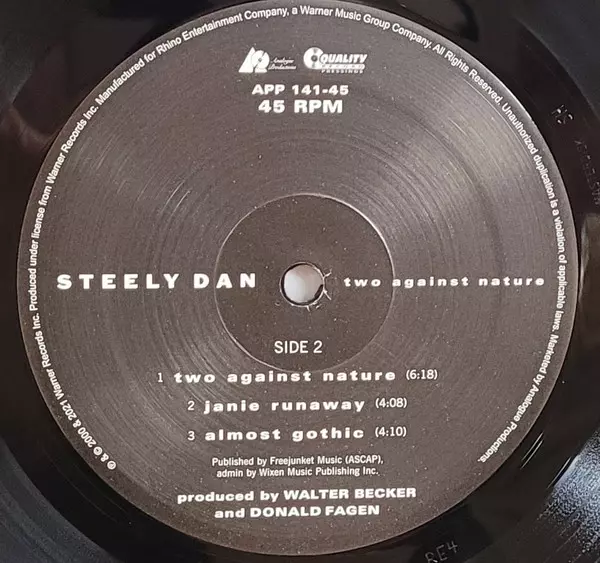 Analogue Productions
QUALITY
RECORD
PRESSINGS
APP 141-45
45 RPM
STEELY DAN
two against nature
SIDE 2
1 two against nature (6:18)
2 janie runaway (4:08)
3 almost gothic (4:10)
Published by Freejunket Music (ASCAP),
admin by Wixen Music Publishing Inc.
produced by WALTER BECKER
and DONALD FAGEN
℗ & © 2000 & 2021 Warner Records Inc. Produced under license from Warner Records Inc. Manufactured for Rhino Entertainment Company, a Warner Music Group Company. All Rights Reserved. Unauthorized duplication is a violation of applicable laws. Marketed by Analogue Productions.
RE4